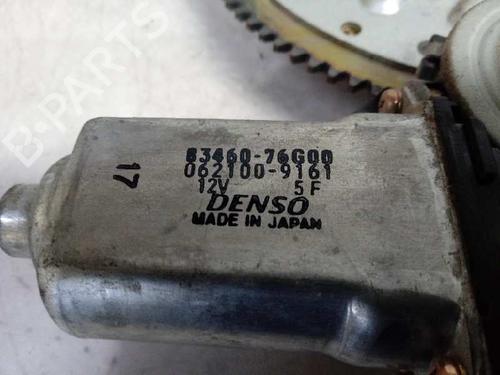 83460-76G00
062100-9161
12V 5F
DENSO
MADE IN JAPAN
17
B-PARTS